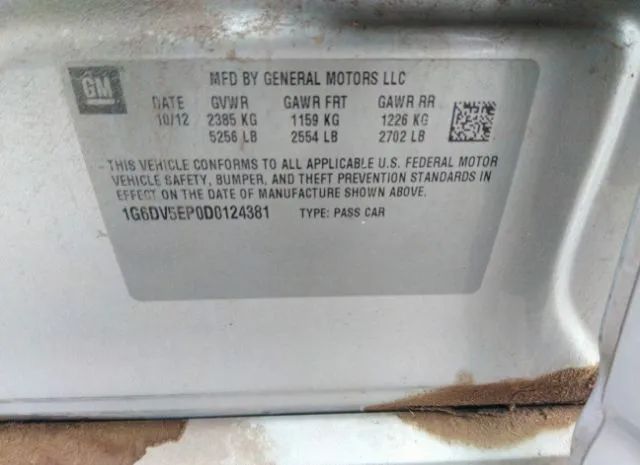 GM
MFD BY GENERAL MOTORS LLC
DATE GVWR GAWR FRT GAWR RR
10/12 2385 KG 1159 KG 1226 KG
5256 LB 2554 LB 2702 LB
THIS VEHICLE CONFORMS TO ALL APPLICABLE U.S. FEDERAL MOTOR
VEHICLE SAFETY, BUMPER, AND THEFT PREVENTION STANDARDS IN
EFFECT ON THE DATE OF MANUFACTURE SHOWN ABOVE.
1G6DV5EP0D0124381 TYPE: PASS CAR